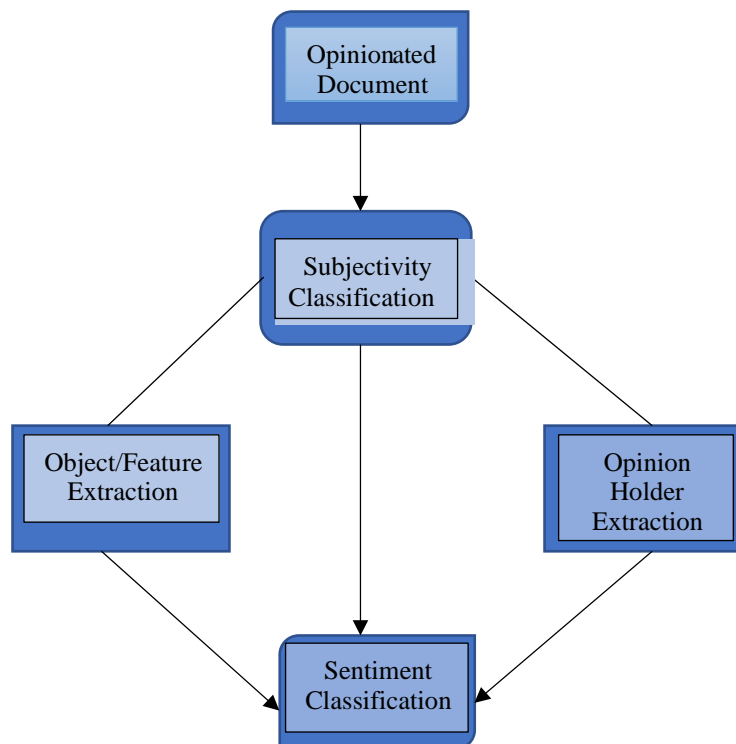 Opinionated
Document
Subjectivity
Classification
Object/Feature
Extraction
Opinion
Holder
Extraction
Sentiment
Classification